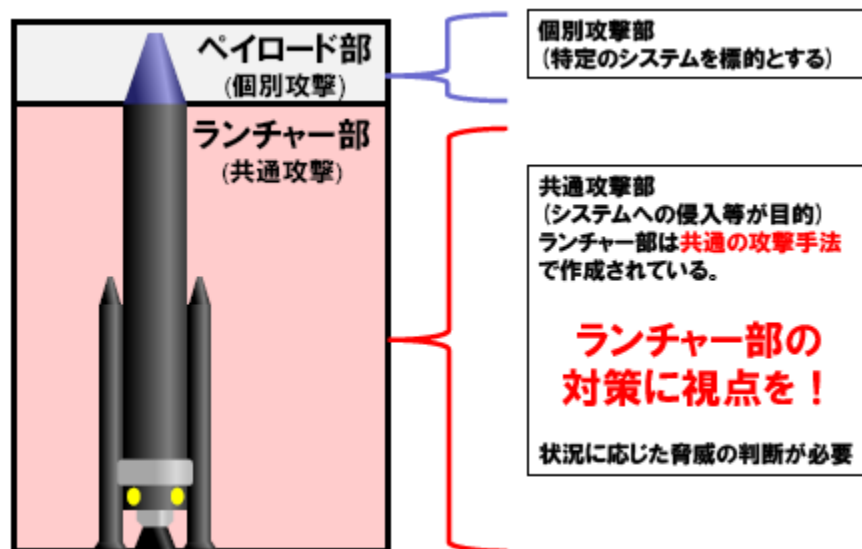 ペイロード部
(個別攻撃)
ランチャー部
(共通攻撃)
個別攻撃部
(特定のシステムを標的とする)
共通攻撃部
(システムへの侵入等が目的)
ランチャー部は共通の攻撃手法
で作成されている。
ランチャー部の
対策に視点を！
状況に応じた脅威の判断が必要